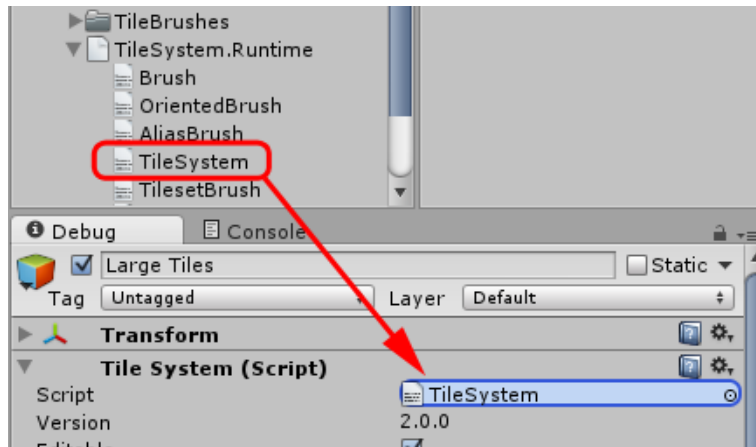 TileBrushes
TileSystem.Runtime
Brush
OrientedBrush
AliasBrush
TileSystem
TilesetBrush
Debug Console
Large Tiles Static
Tag Untagged Layer Default
Transform
Tile System (Script)
Script TileSystem
Version 2.0.0